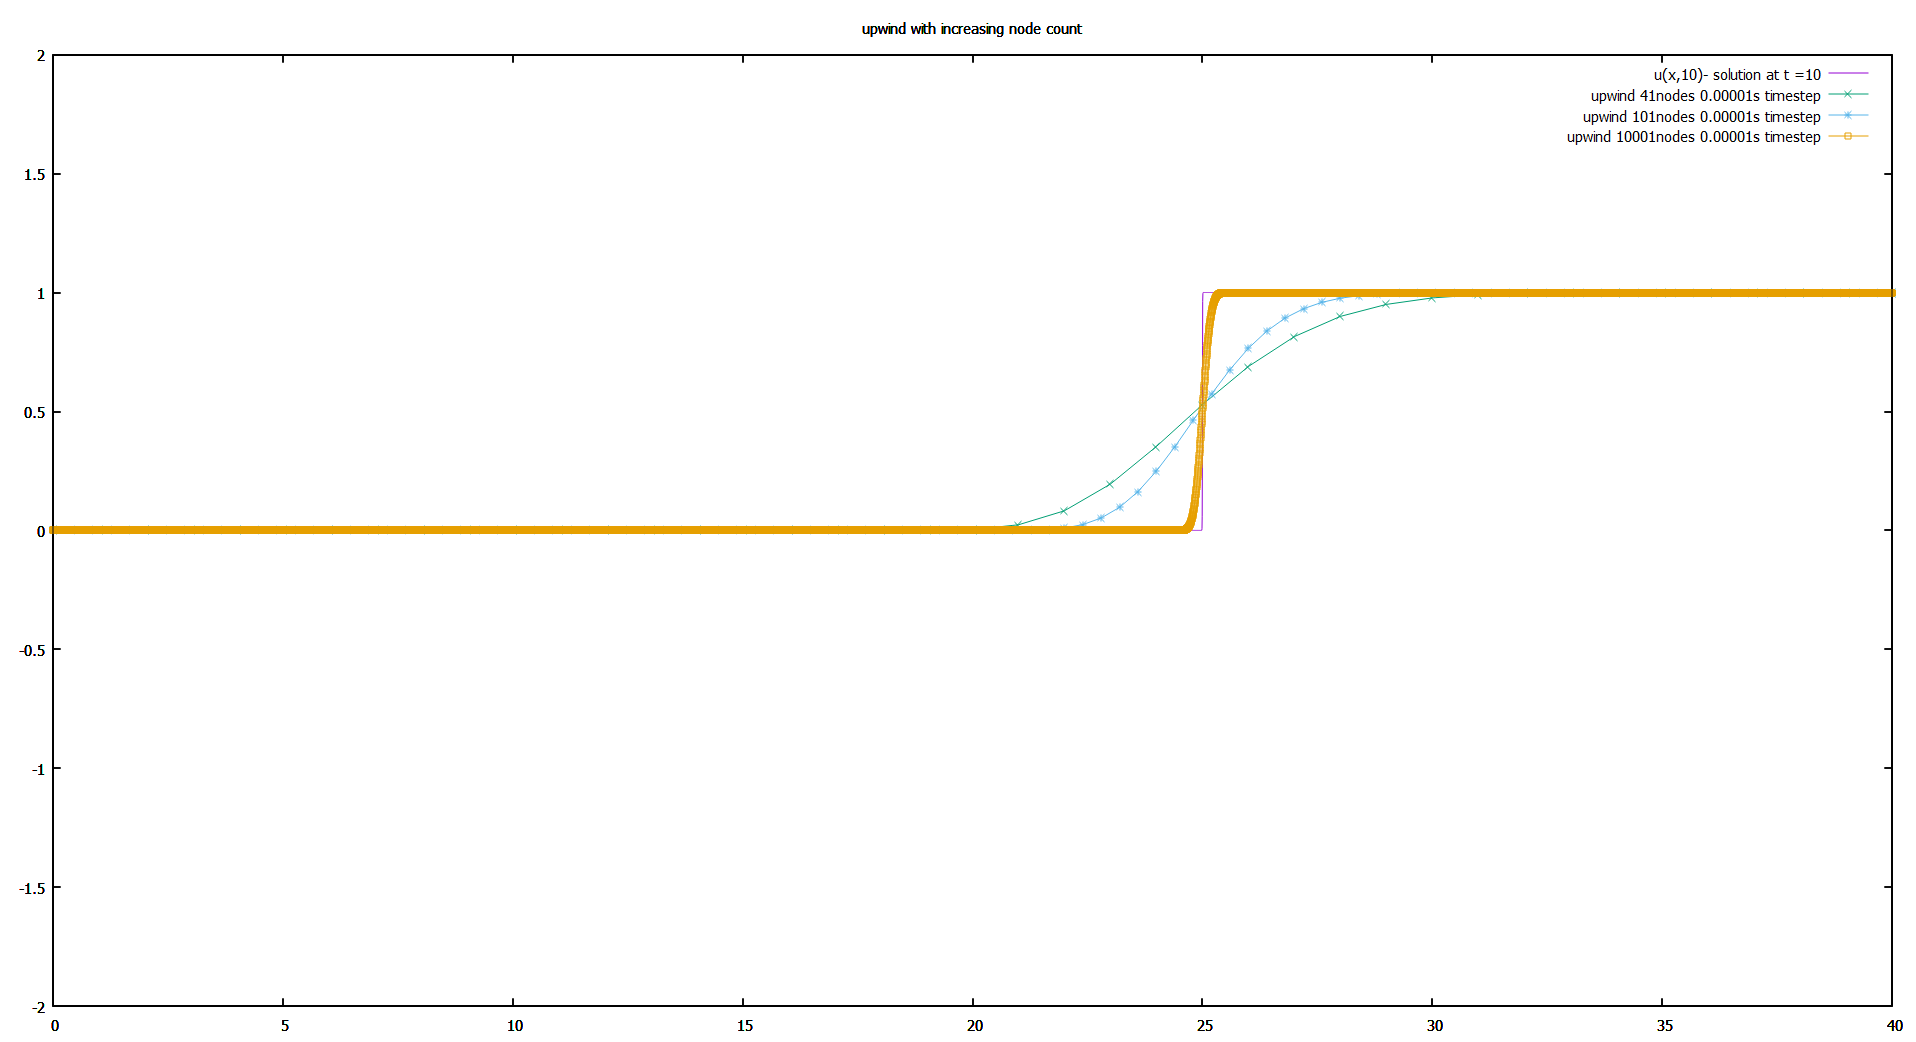 upwind with increasing node count
u(x,10)- solution at t =10
upwind 41nodes 0.00001s timestep
upwind 101nodes 0.00001s timestep
upwind 10001nodes 0.00001s timestep
2
1.5
1
0.5
0
-0.5
-1
-1.5
-2
0 5 10 15 20 25 30 35 40